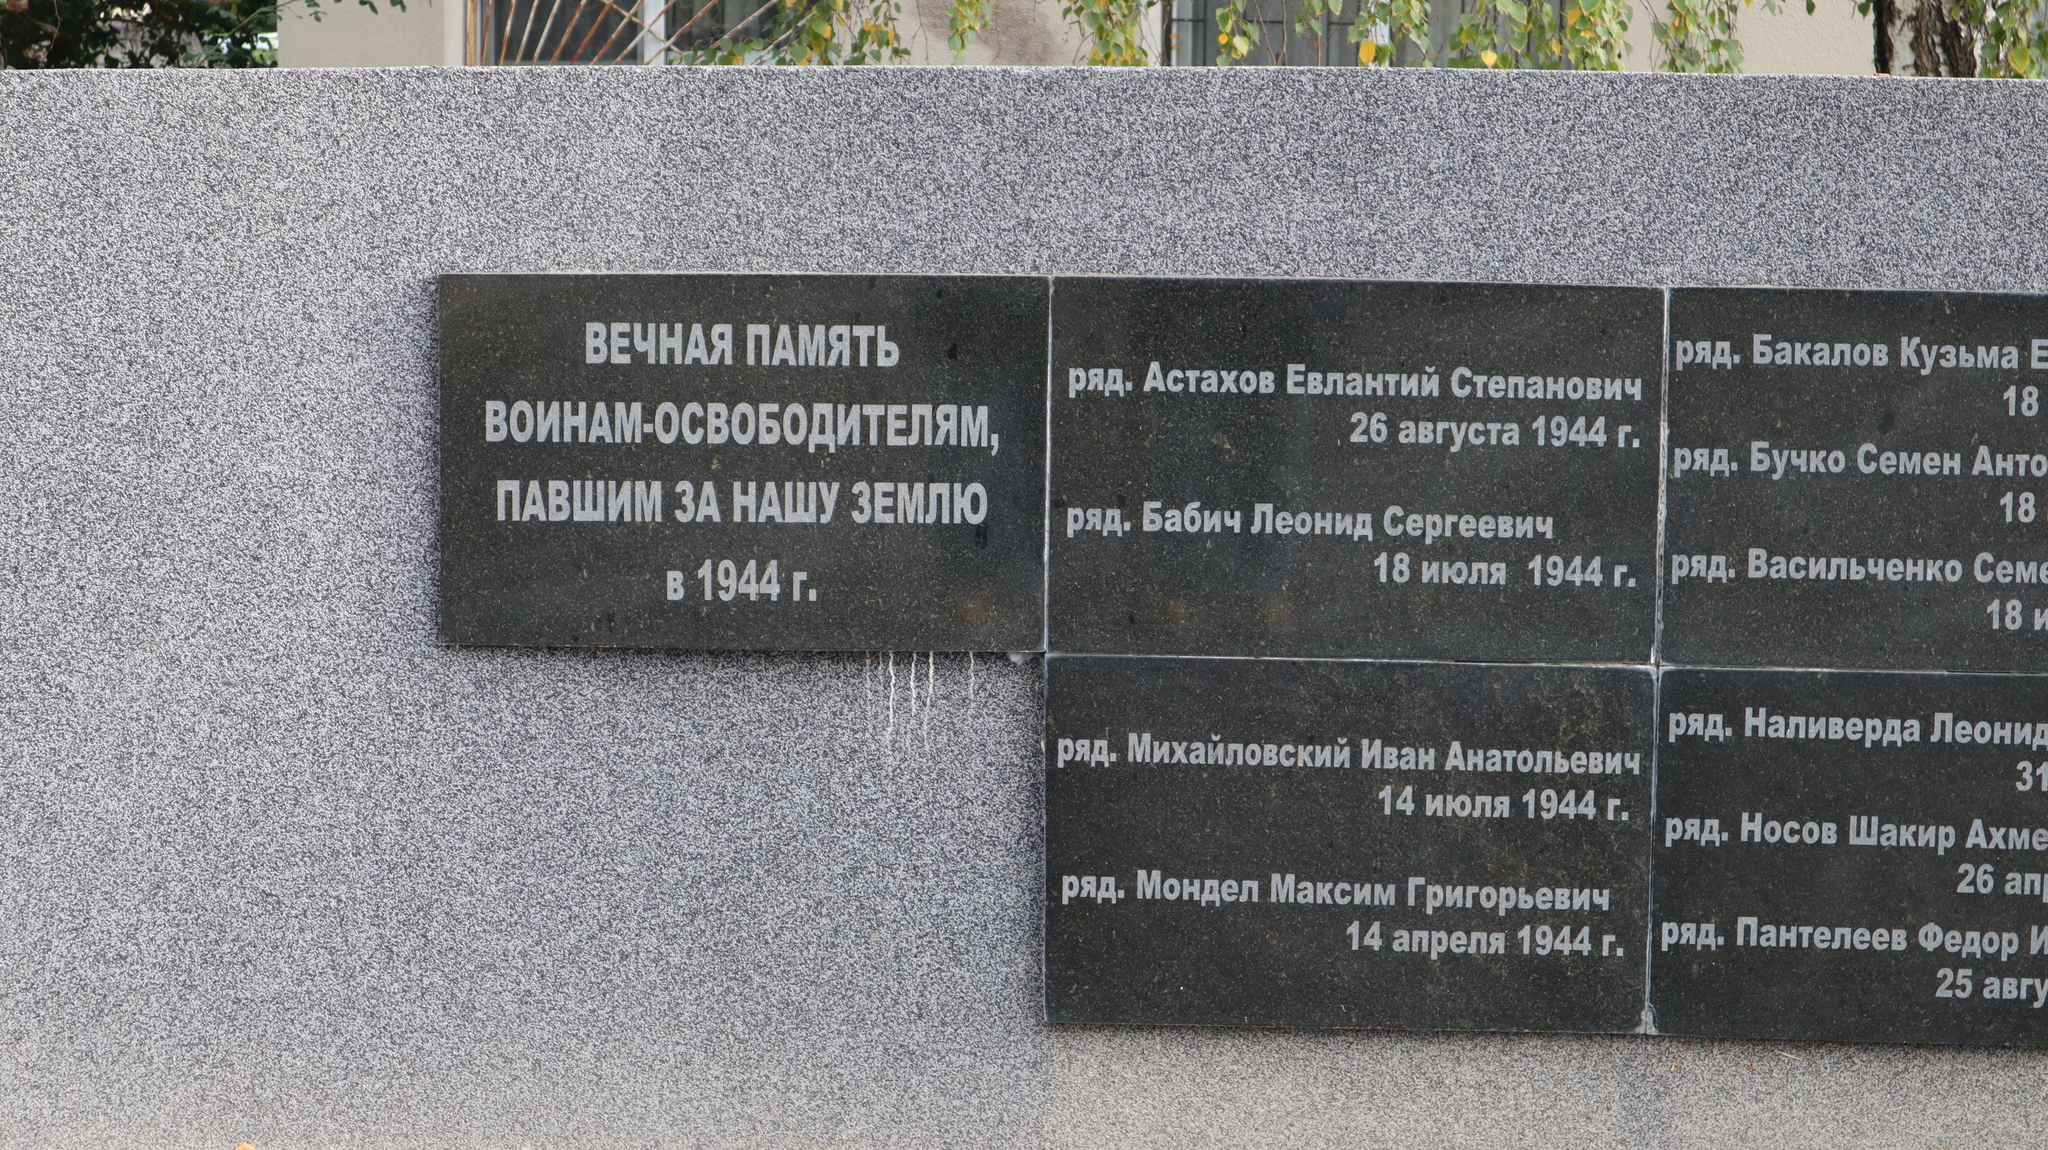 ВЕЧНАЯ ПАМЯТЬ
ВОИНАМ-ОСВОБОДИТЕЛЯМ,
ПАВШИМ ЗА НАШУ ЗЕМЛЮ
в 1944 г.
ряд. Астахов Евлантий Степанович
26 августа 1944 г.
ряд. Бабич Леонид Сергеевич
18 июля 1944 г.
ряд. Бакалов Кузьма
18
ряд. Бучко Семен
18
ряд. Васильченко
18
ряд. Михайловский Иван Анатольевич
14 июля 1944 г.
ряд. Мондел Максим Григорьевич
14 апреля 1944 г.
ряд. Наливерда Леонид
31
ряд. Носов Шакир
26
ряд. Пантелеев Федор
25